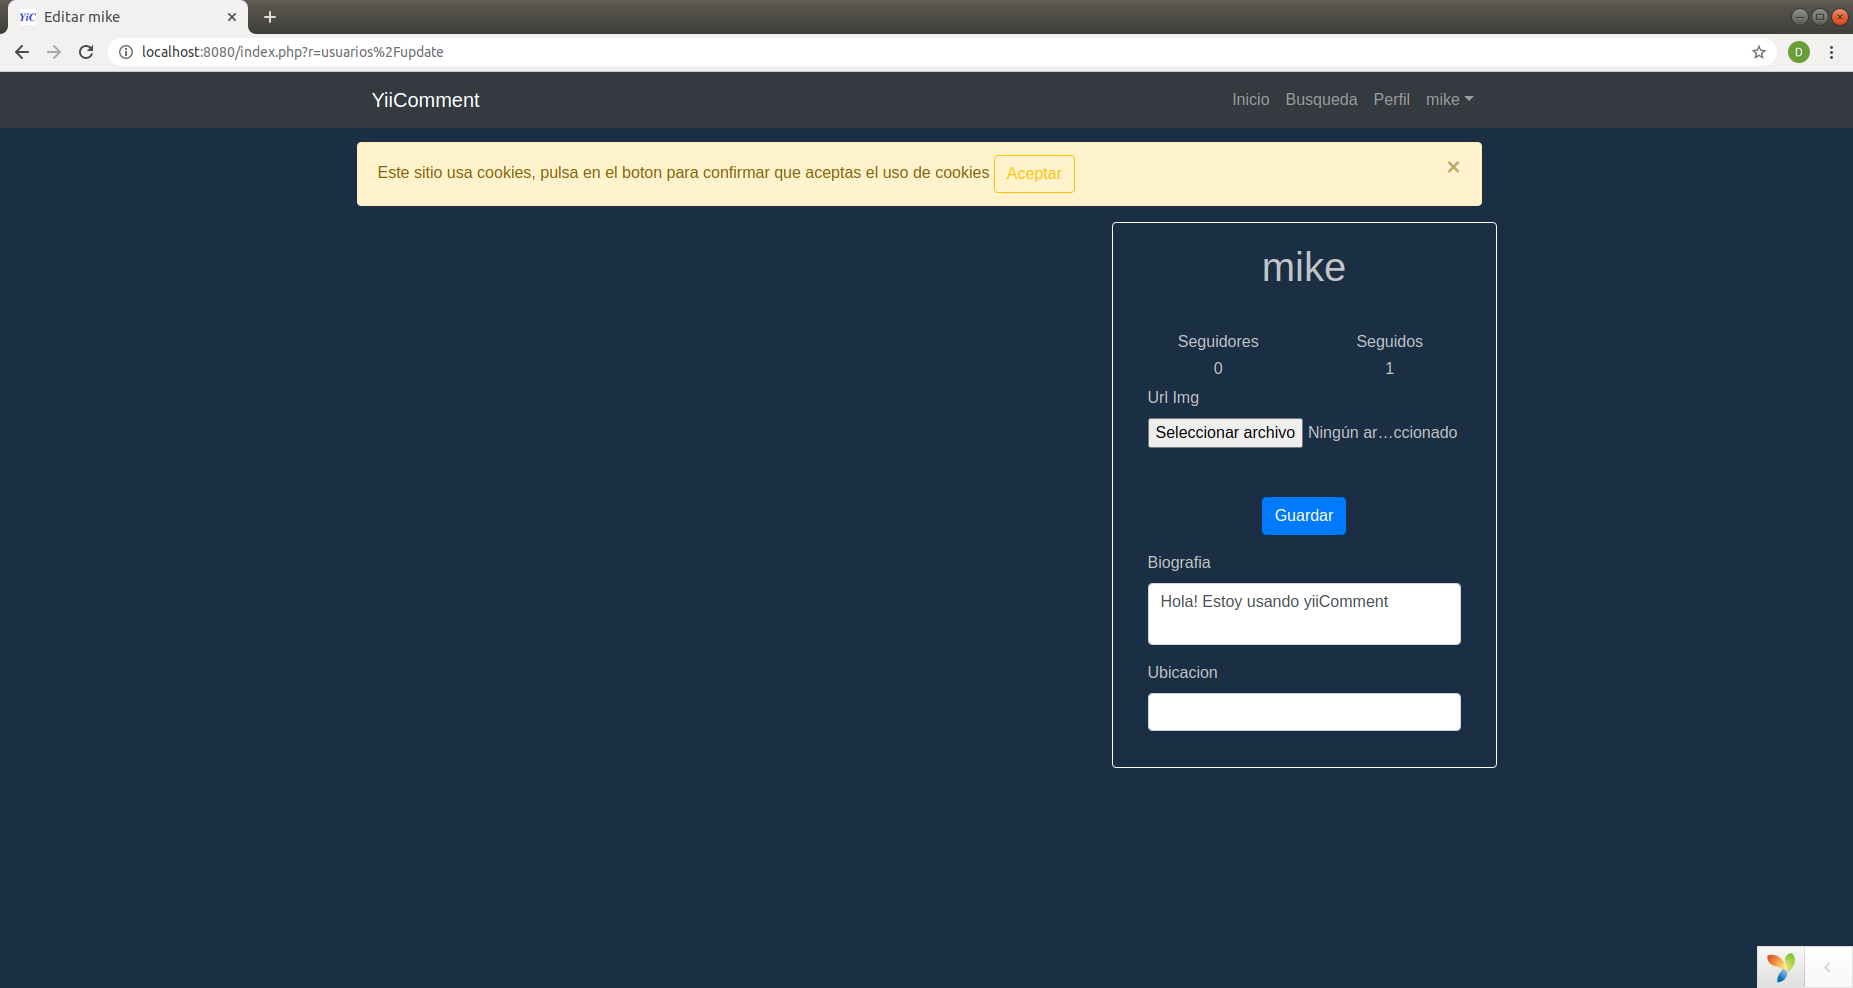 YiC Editar mike
localhost:8080/index.php?r=usuarios%2Fupdate
D
YiiComment
Inicio Busqueda Perfil mike
Este sitio usa cookies, pulsa en el boton para confirmar que aceptas el uso de cookies Aceptar ×
mike
Seguidores Seguidos
0 1
Url Img
Seleccionar archivo Ningún ar…ccionado
Guardar
Biografia
Hola! Estoy usando yiiComment
Ubicacion